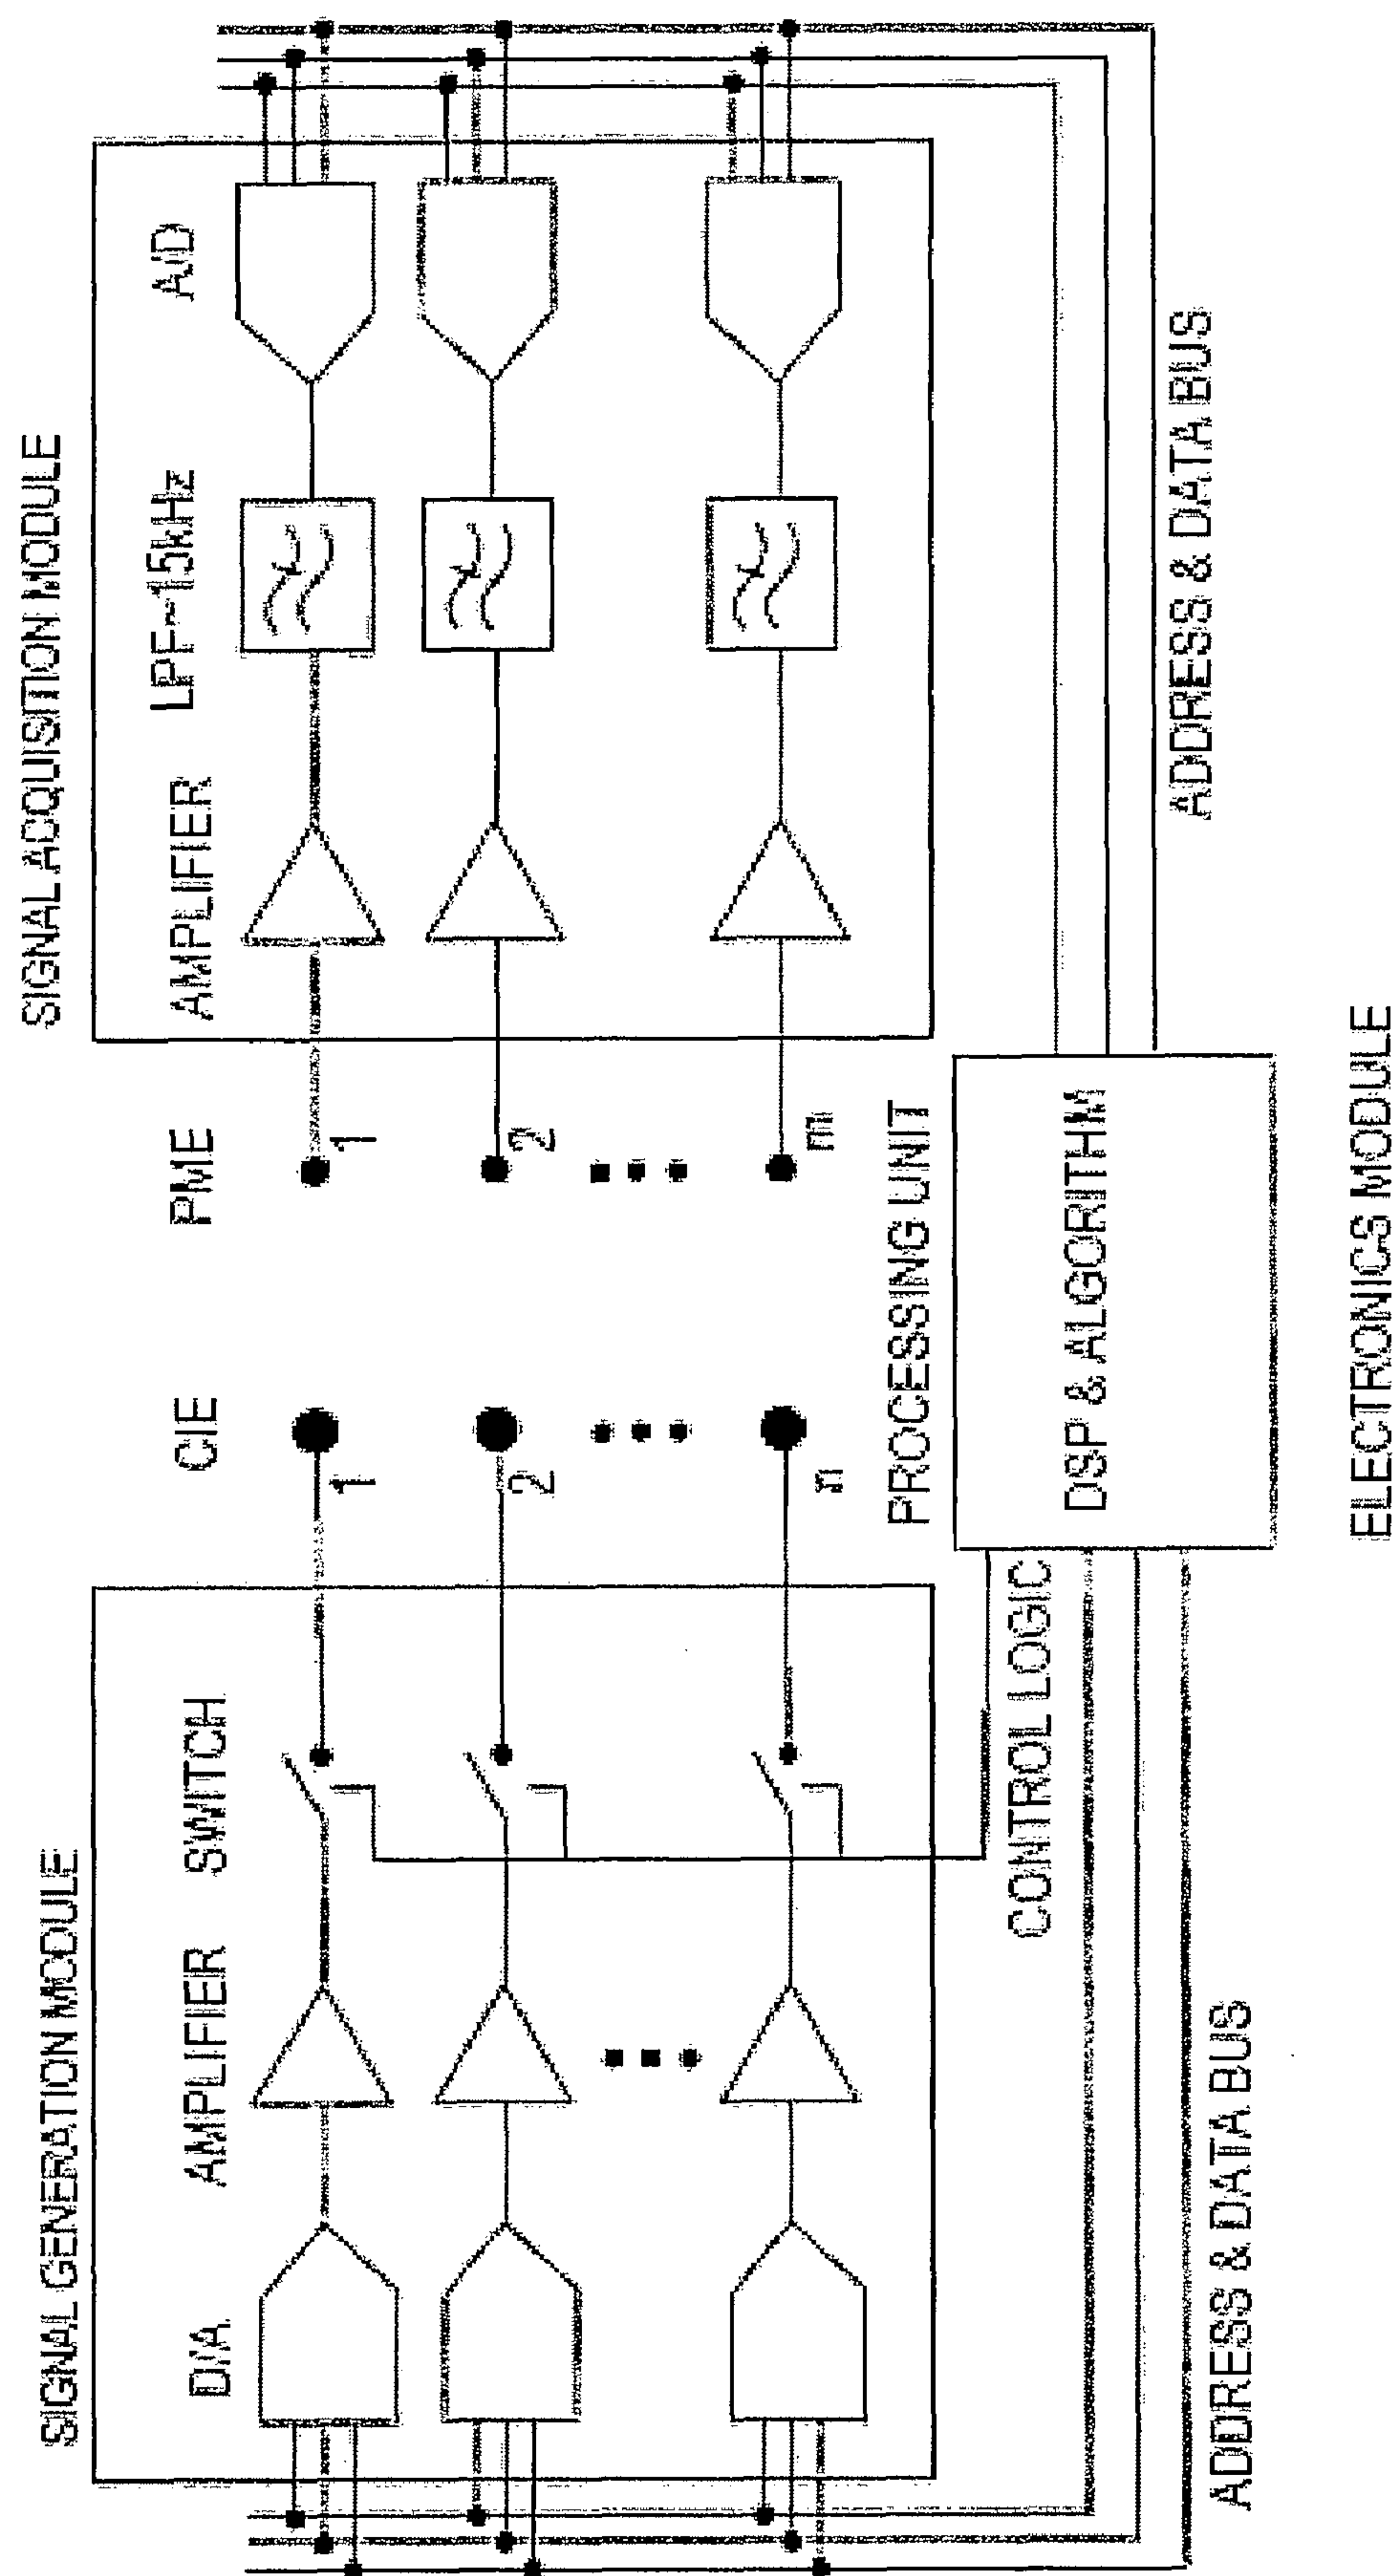 SIGNAL GENERATION MODULE
D/A
AMPLIFIER
SWITCH
CIE
1
2
n
PME
1
2
m
SIGNAL ACQUISITION MODULE
AMPLIFIER
LPF~15kHz
A/D
PROCESSING UNIT
DSP & ALGORITHM
CONTROL LOGIC
ADDRESS & DATA BUS
ADDRESS & DATA BUS
ELECTRONICS MODULE